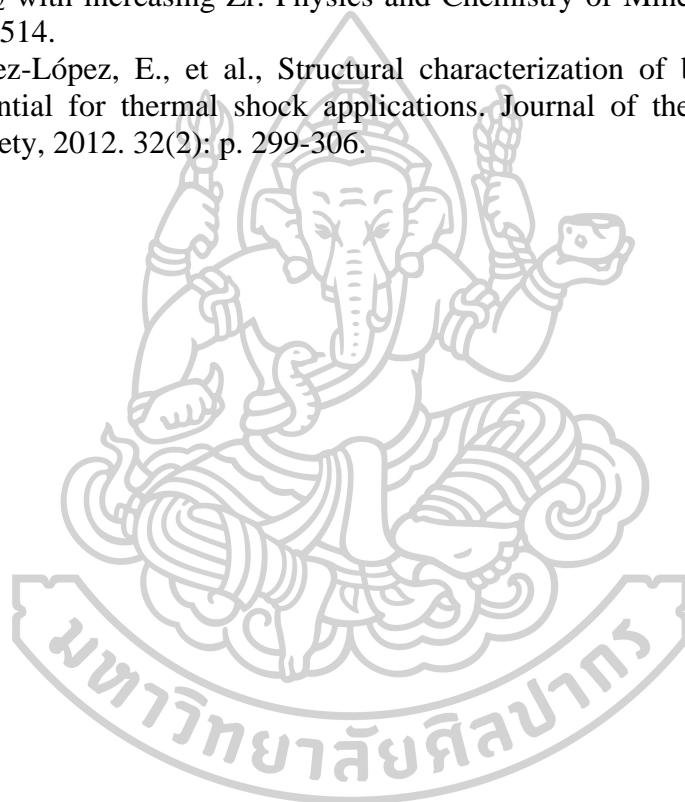 with increasing Zr. Physics and Chemistry of Mine
514.
ez-López, E., et al., Structural characterization of b
ntial for thermal shock applications. Journal of the
ety, 2012. 32(2): p. 299-306.
มหาวิทยาลัยศิลปากร